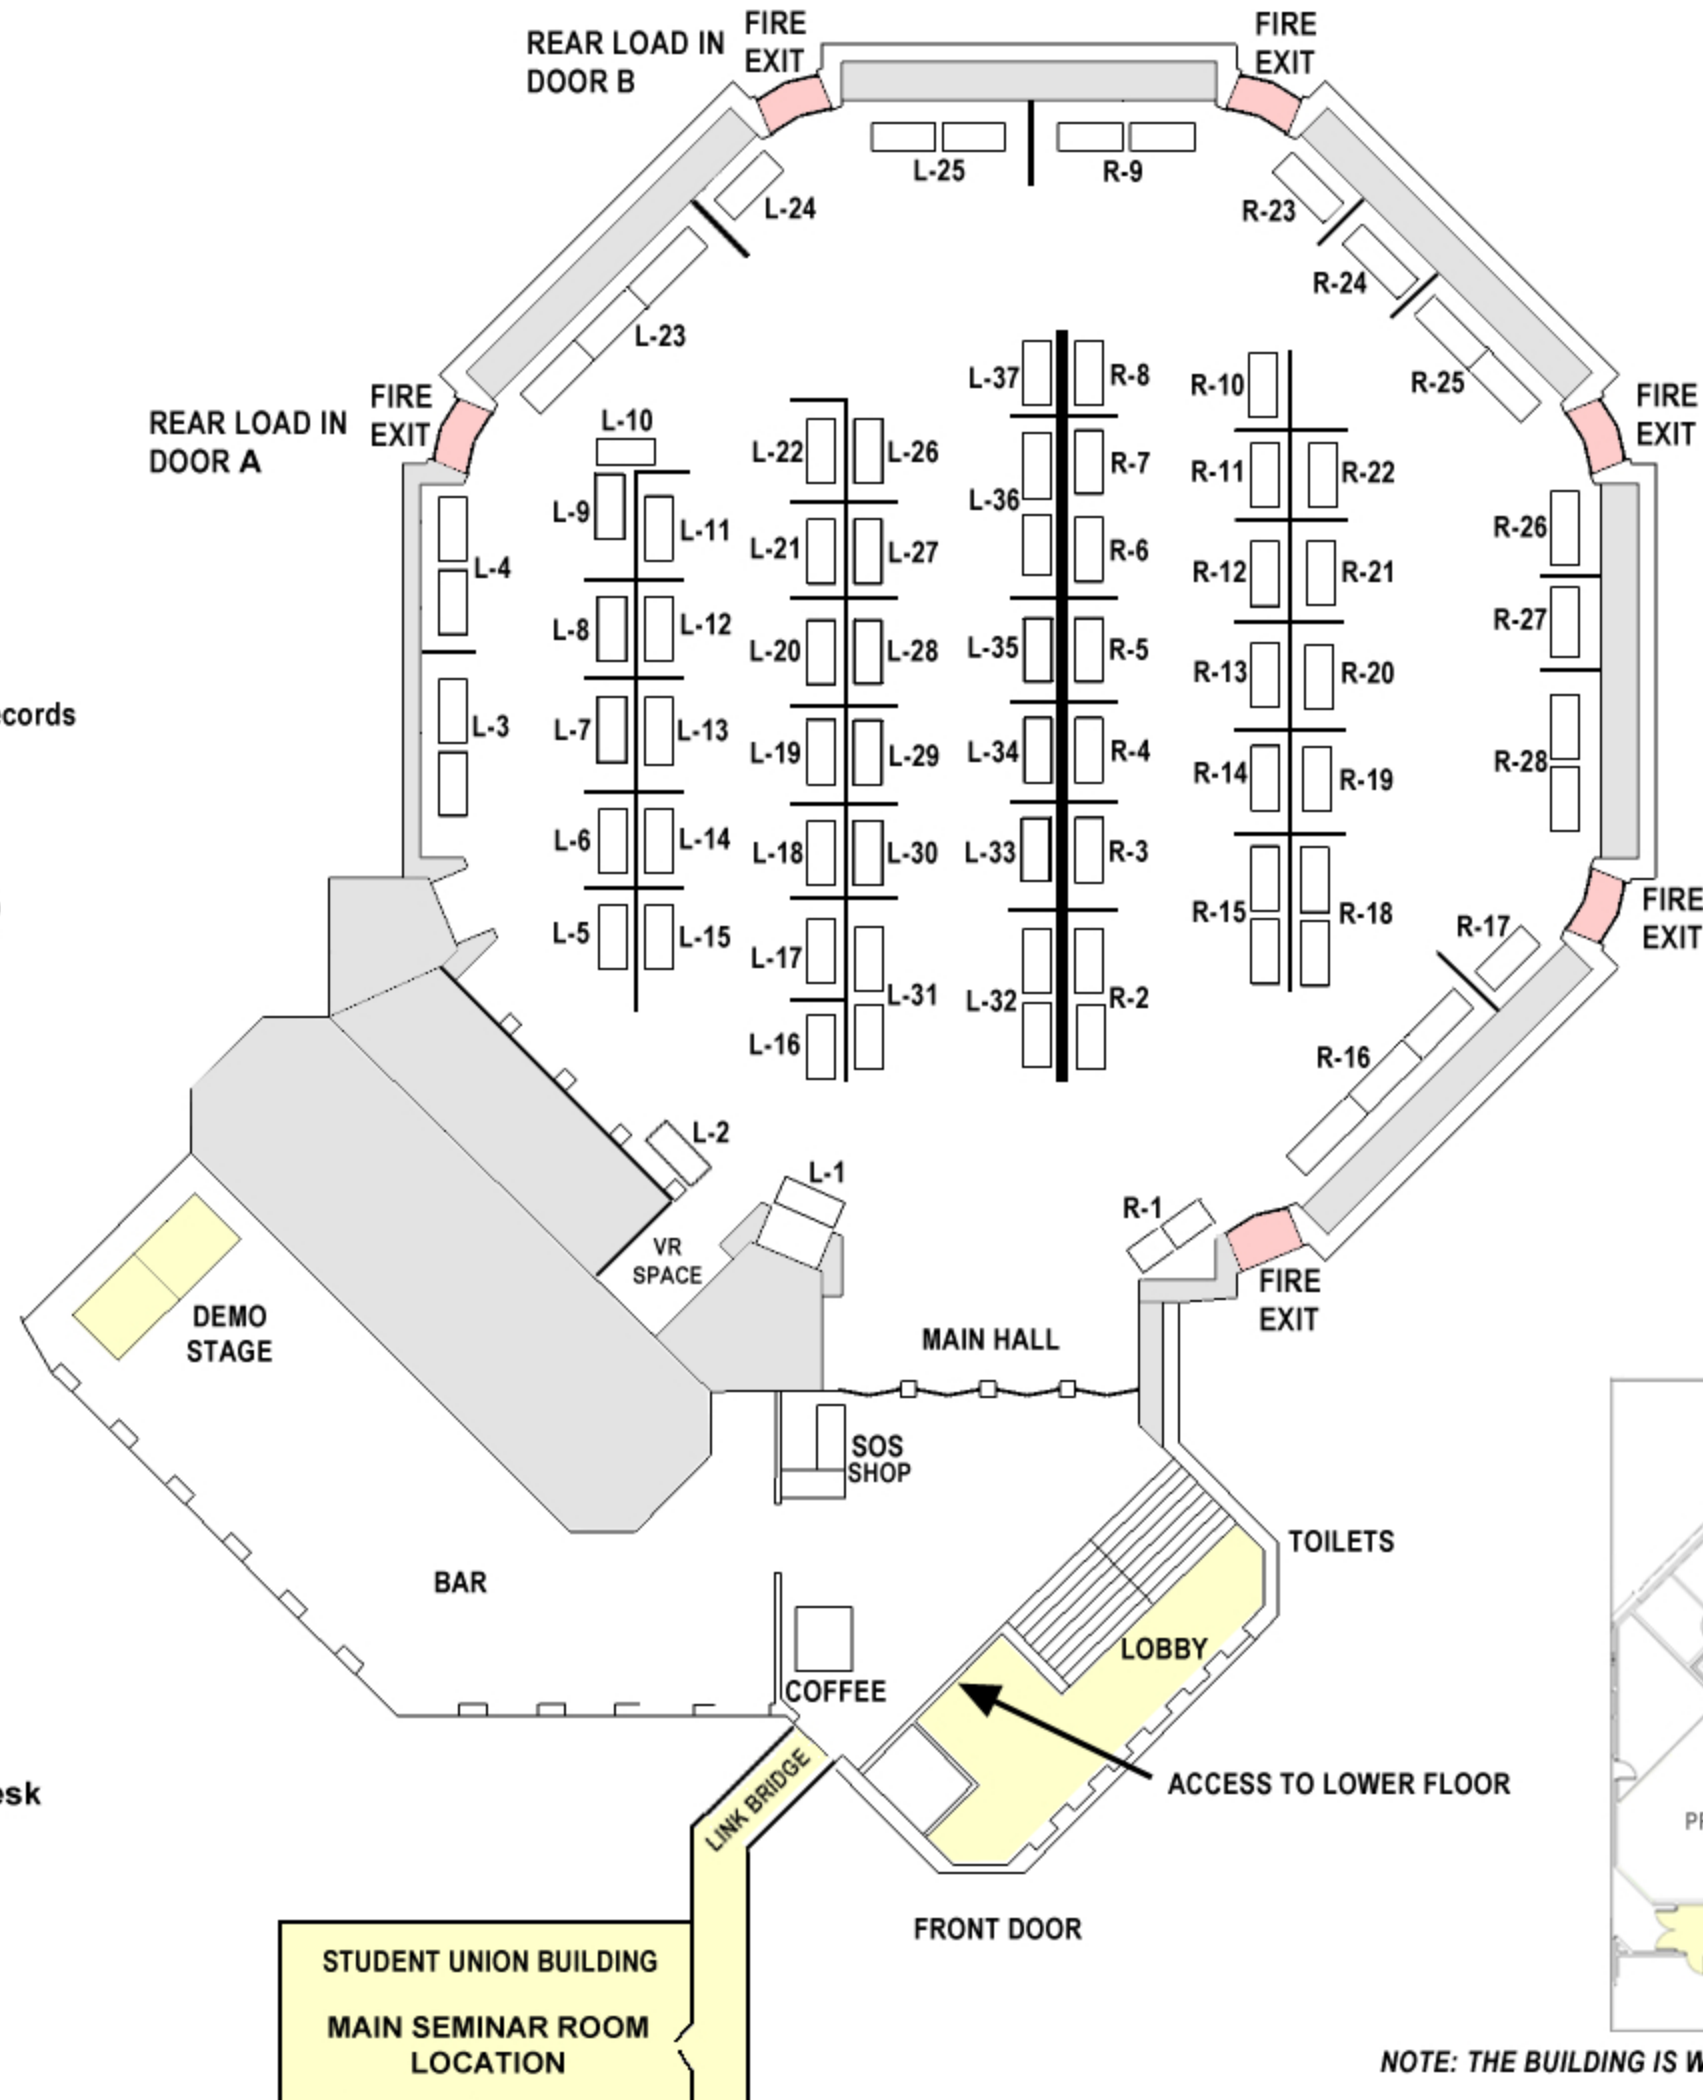 REAR LOAD IN
DOOR B
FIRE
EXIT
FIRE
EXIT
L-25
R-9
L-24
R-23
R-24
L-23
R-25
L-37
R-8
R-10
REAR LOAD IN
DOOR A
FIRE
EXIT
FIRE
EXIT
L-10
L-22
L-26
R-7
R-11
R-22
L-36
L-9
L-11
R-26
L-21
L-27
R-6
R-12
R-21
L-4
L-8
L-12
R-27
L-20
L-28
L-35
R-5
R-13
R-20
L-3
L-7
L-13
L-19
L-29
L-34
R-4
R-14
R-19
R-28
L-6
L-14
L-18
L-30
L-33
R-3
R-15
R-18
FIRE
EXIT
R-17
L-5
L-15
L-17
L-31
L-32
R-2
L-16
R-16
L-2
L-1
R-1
VR
SPACE
FIRE
EXIT
DEMO
STAGE
MAIN HALL
SOS
SHOP
TOILETS
BAR
LOBBY
COFFEE
ACCESS TO LOWER FLOOR
LINK BRIDGE
FRONT DOOR
STUDENT UNION BUILDING
MAIN SEMINAR ROOM
LOCATION
NOTE: THE BUILDING IS